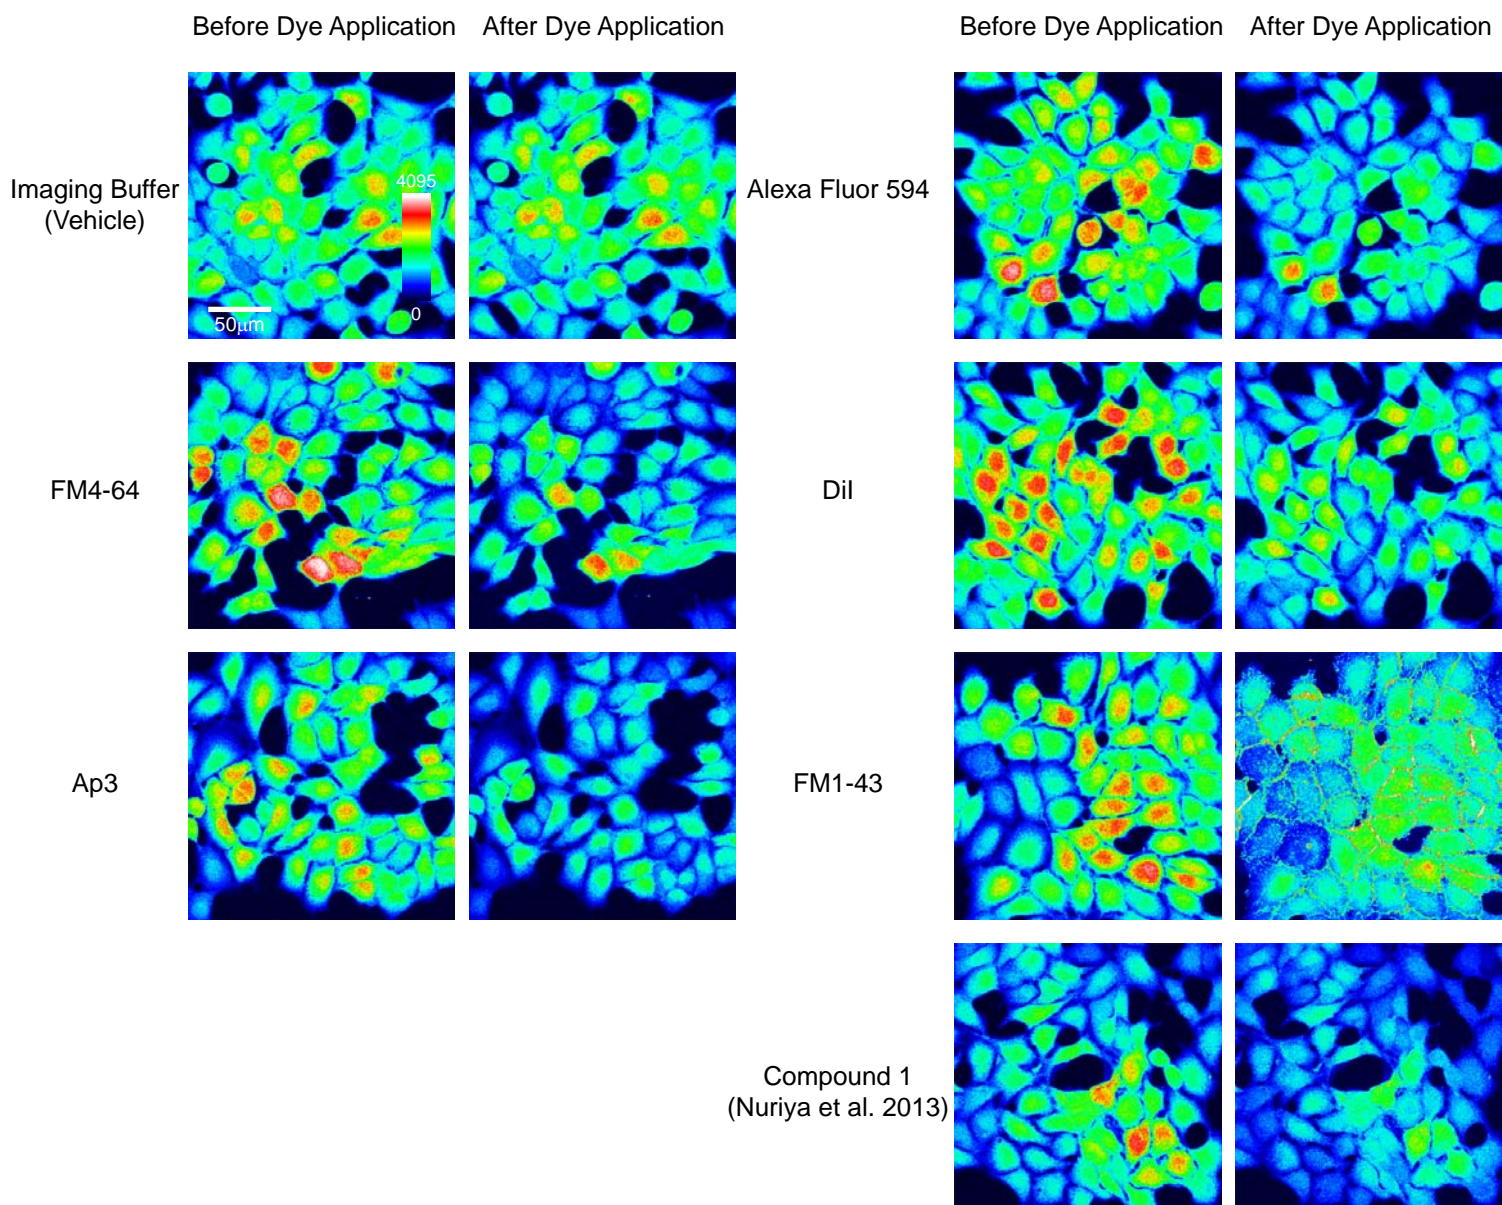 Before Dye Application After Dye Application
Before Dye Application After Dye Application
Imaging Buffer
(Vehicle)
4095
0
50μm
Alexa Fluor 594
FM4-64
DiI
Ap3
FM1-43
Compound 1
(Nuriya et al. 2013)